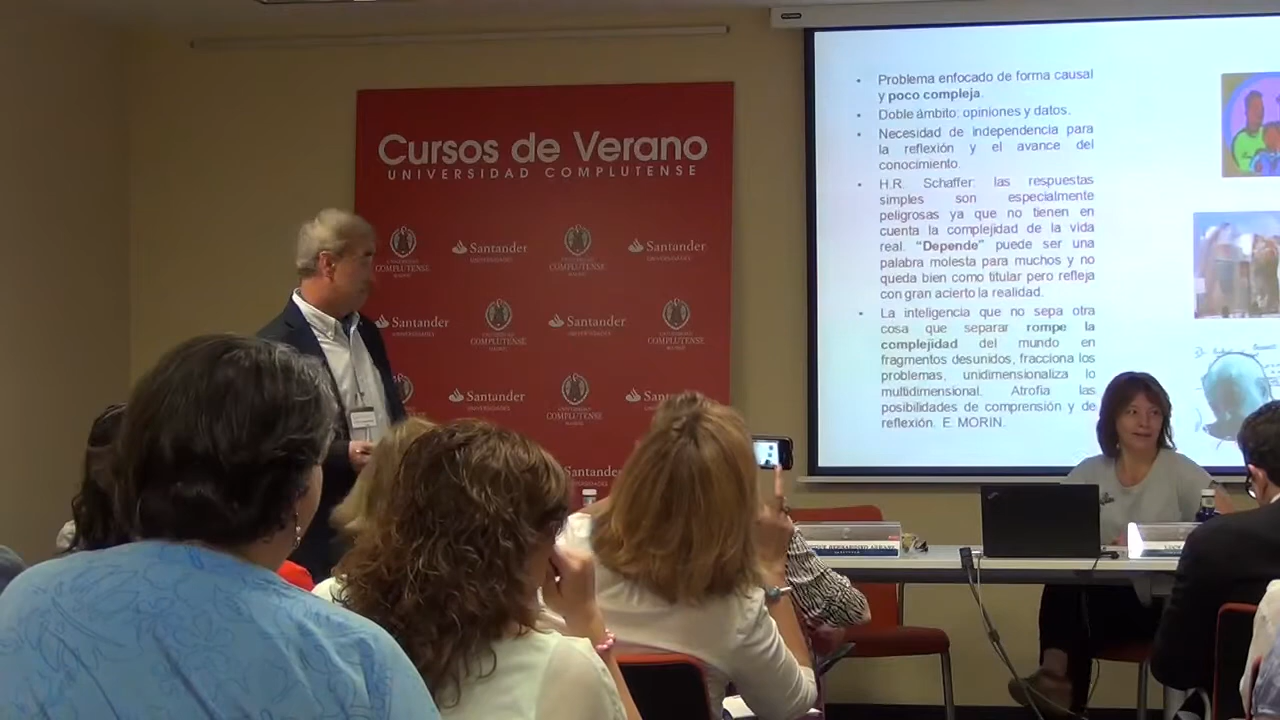 Cursos de Verano
UNIVERSIDAD COMPLUTENSE
Santander
COMPLUTENSE
Santander
COMPLUTENSE
Santander
COMPLUTENSE
Santander
COMPLUTENSE
Santander
COMPLUTENSE
Santander
• Problema enfocado de forma causal
y poco compleja.
• Doble ámbito: opiniones y datos.
• Necesidad de independencia para
la reflexión y el avance del
conocimiento.
• H.R. Schaffer: las respuestas
simples son especialmente
peligrosas ya que no tienen en
cuenta la complejidad de la vida
real. “Depende” puede ser una
palabra molesta para muchos y no
queda bien como titular pero refleja
con gran acierto la realidad.
• La inteligencia que no sepa otra
cosa que separar rompe la
complejidad del mundo en
fragmentos desunidos, fracciona los
problemas, unidimensionaliza lo
multidimensional. Atrofia las
posibilidades de comprensión y de
reflexión. E. MORIN.